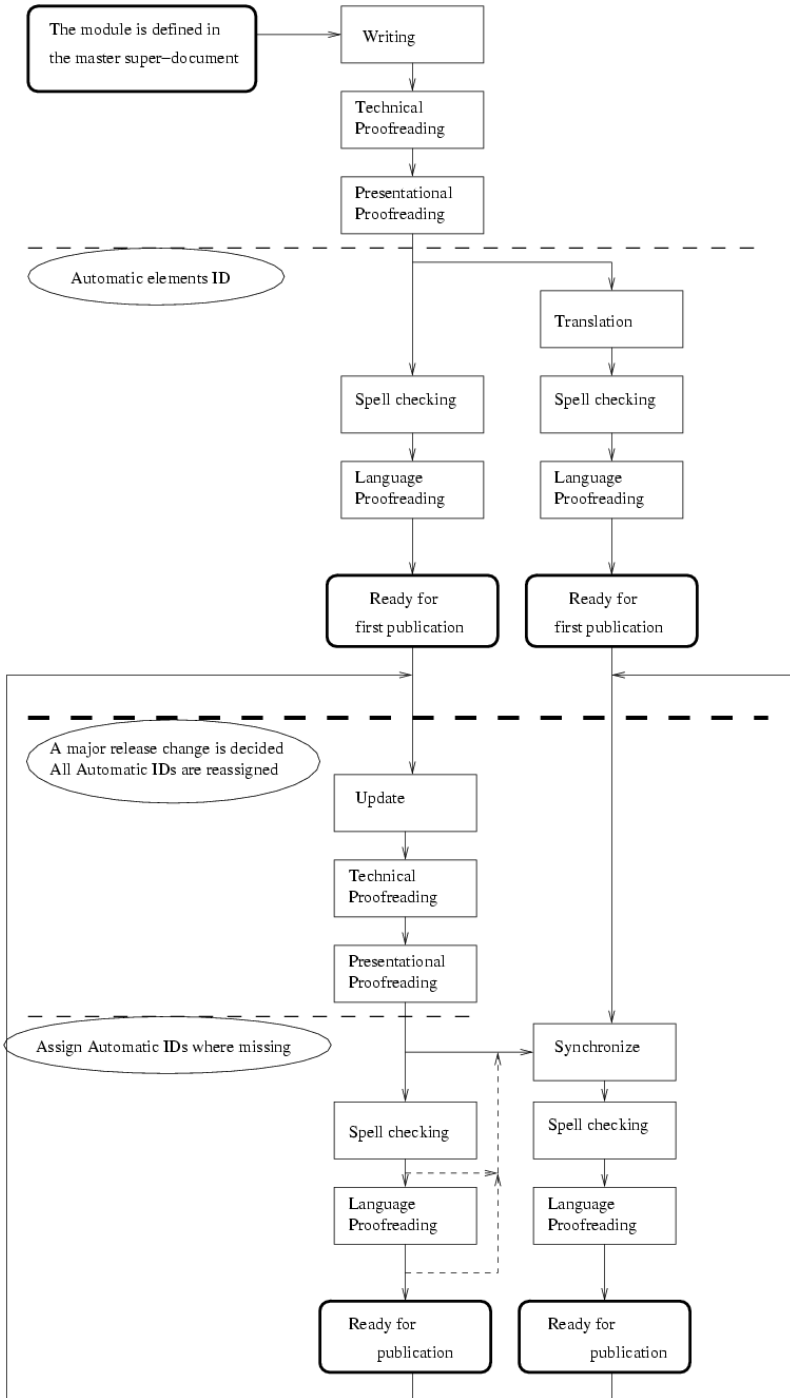 The module is defined in
the master super-document
Writing
Technical
Proofreading
Presentational
Proofreading
Automatic elements ID
Translation
Spell checking
Spell checking
Language
Proofreading
Language
Proofreading
Ready for
first publication
Ready for
first publication
A major release change is decided
All Automatic IDs are reassigned
Update
Technical
Proofreading
Presentational
Proofreading
Assign Automatic IDs where missing
Synchronize
Spell checking
Spell checking
Language
Proofreading
Language
Proofreading
Ready for
publication
Ready for
publication